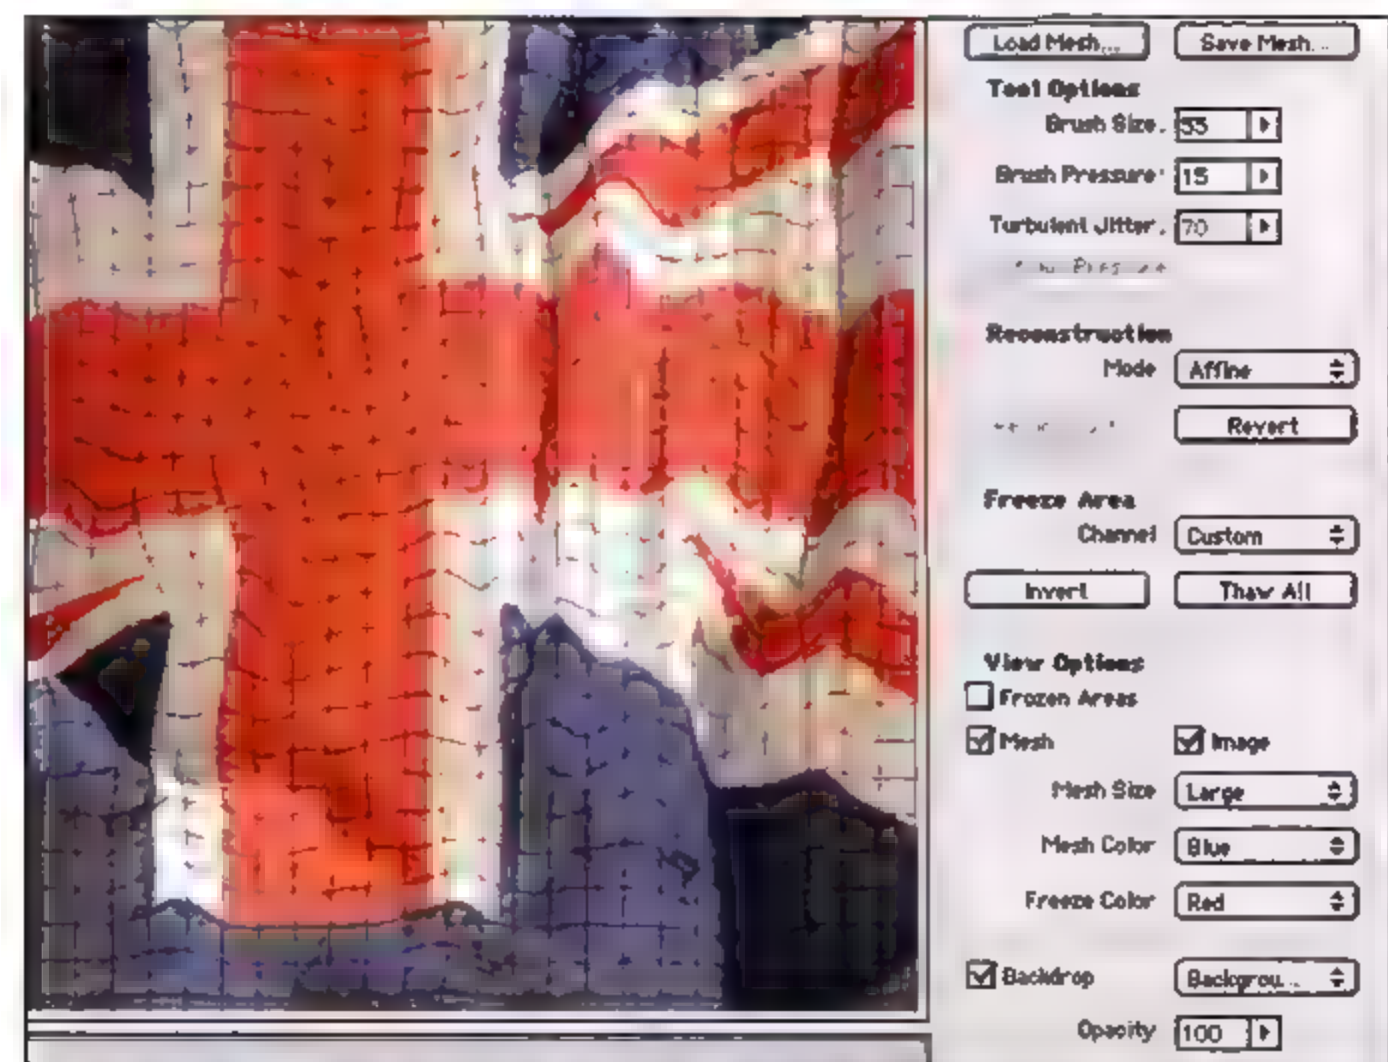 Load Mesh... Save Mesh...
Tool Options
Brush Size: 55
Brush Pressure: 15
Turbulent Jitter: 70
Reconstruction
Mode Affine
Revert
Freeze Area
Channel Custom
Invert Thaw All
View Options
Frozen Areas
Mesh Image
Mesh Size Large
Mesh Color Blue
Freeze Color Red
Backdrop Backgrou...
Opacity 100